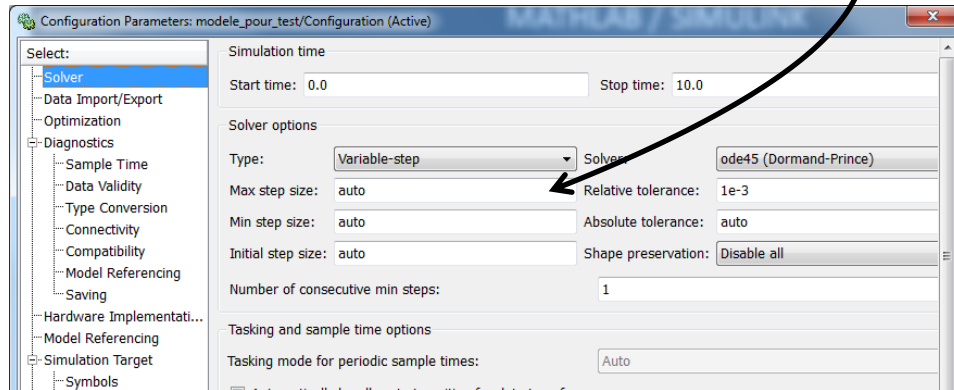 Configuration Parameters: modele_pour_test/Configuration (Active)
MATHLAB / SIMULINK
Select:
Solver
Data Import/Export
Optimization
Diagnostics
Sample Time
Data Validity
Type Conversion
Connectivity
Compatibility
Model Referencing
Saving
Hardware Implementati...
Model Referencing
Simulation Target
Symbols
Simulation time
Start time: 0.0 Stop time: 10.0
Solver options
Type: Variable-step Solver: ode45 (Dormand-Prince)
Max step size: auto Relative tolerance: 1e-3
Min step size: auto Absolute tolerance: auto
Initial step size: auto Shape preservation: Disable all
Number of consecutive min steps: 1
Tasking and sample time options
Tasking mode for periodic sample times: Auto